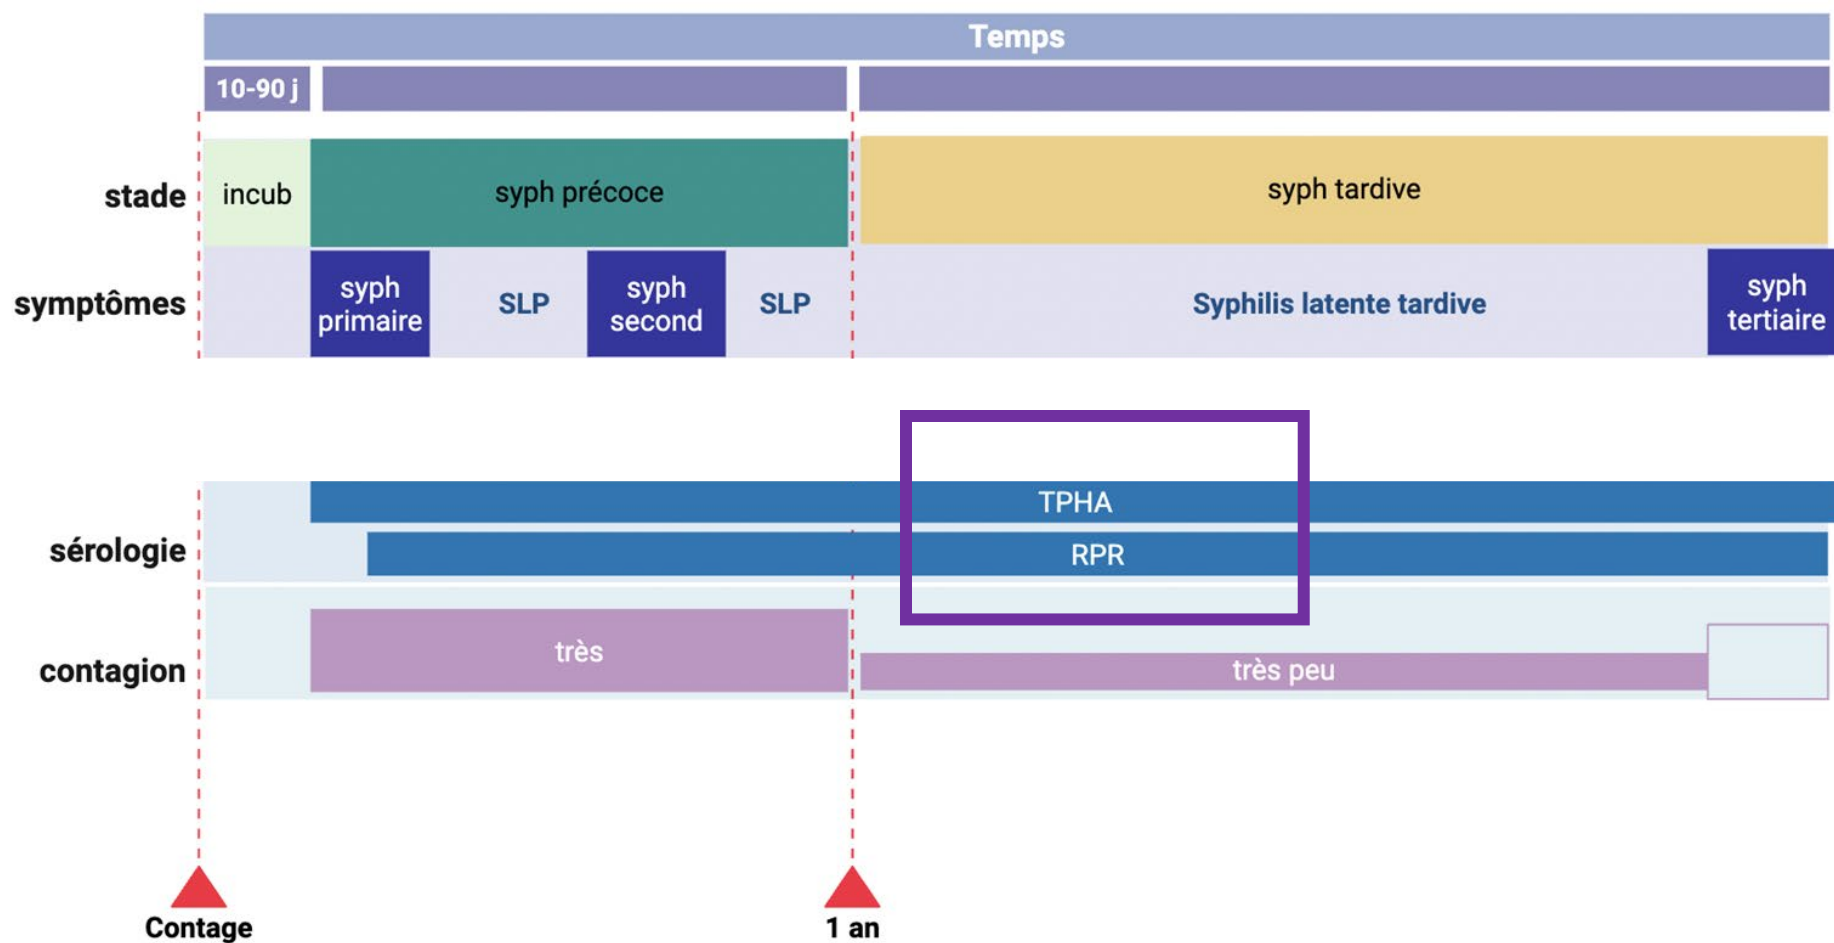 Temps
10-90 j
stade
incub
syph précoce
syph tardive
symptômes
syph
primaire
SLP
syph
second
SLP
Syphilis latente tardive
syph
tertiaire
sérologie
TPHA
RPR
contagion
très
très peu
Contage
1 an